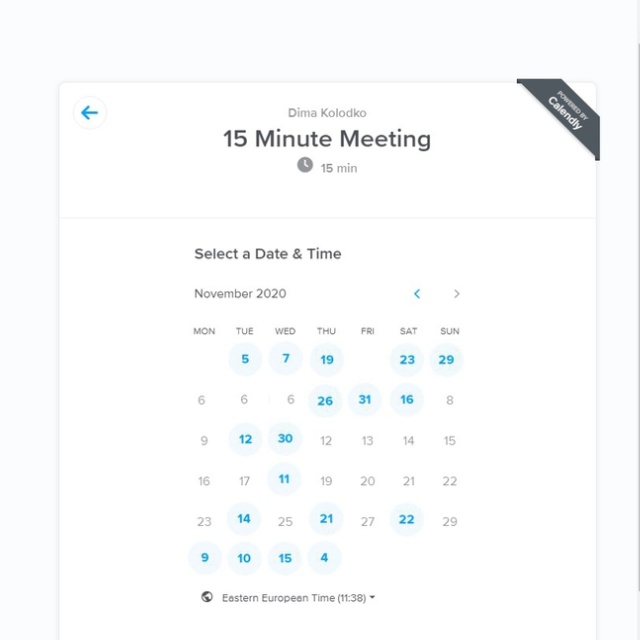 POWERED BY
Calendly
Dima Kolodko
15 Minute Meeting
15 min
Select a Date & Time
November 2020
MON TUE WED THU FRI SAT SUN
5 7 19 23 29
6 6 6 26 31 16 8
9 12 30 12 13 14 15
16 17 11 19 20 21 22
23 14 25 21 27 22 29
9 10 15 4
Eastern European Time (11:38)